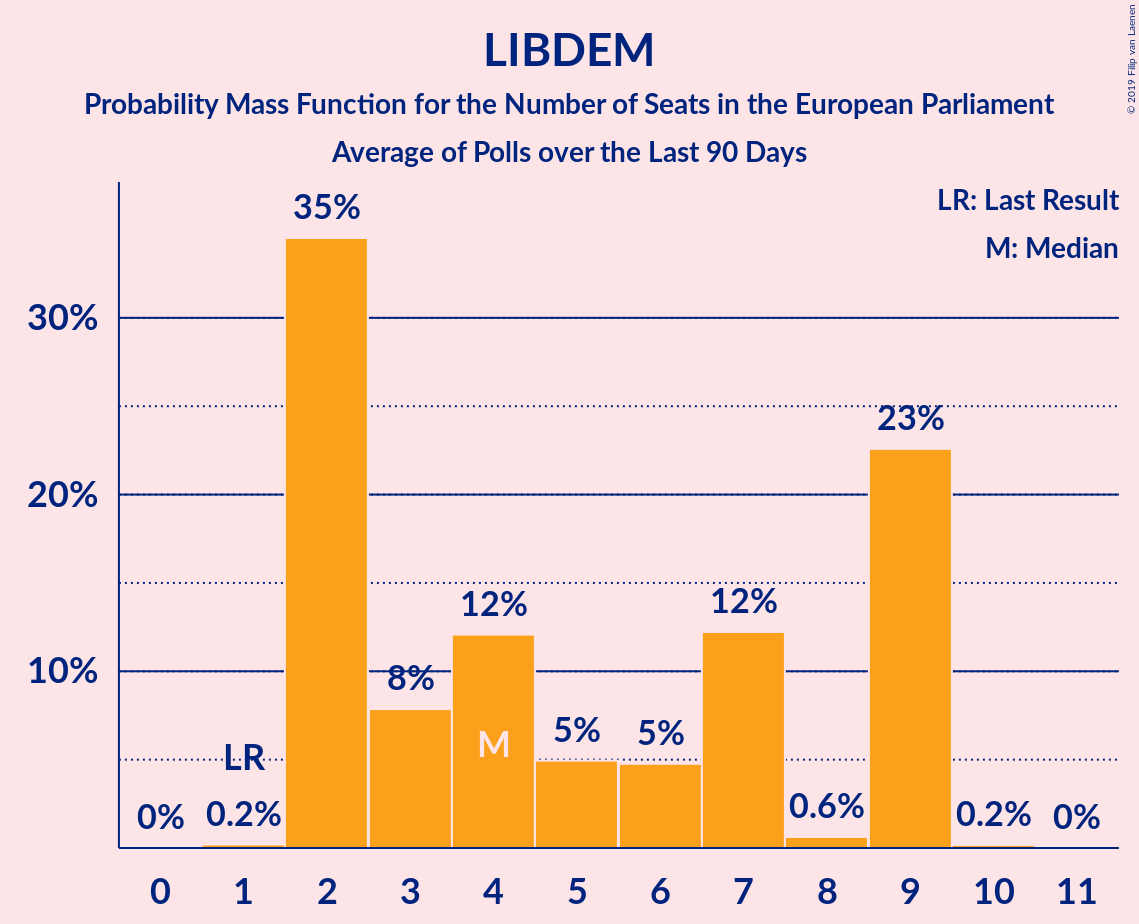 LIBDEM
Probability Mass Function for the Number of Seats in the European Parliament
Average of Polls over the Last 90 Days
© 2019 Filip van Laenen
LR: Last Result
M: Median
35%
30%
23%
20%
12%
12%
10%
8%
M
5%
5%
LR
0%
0.2%
0.6%
0.2%
0%
0 1 2 3 4 5 6 7 8 9 10 11